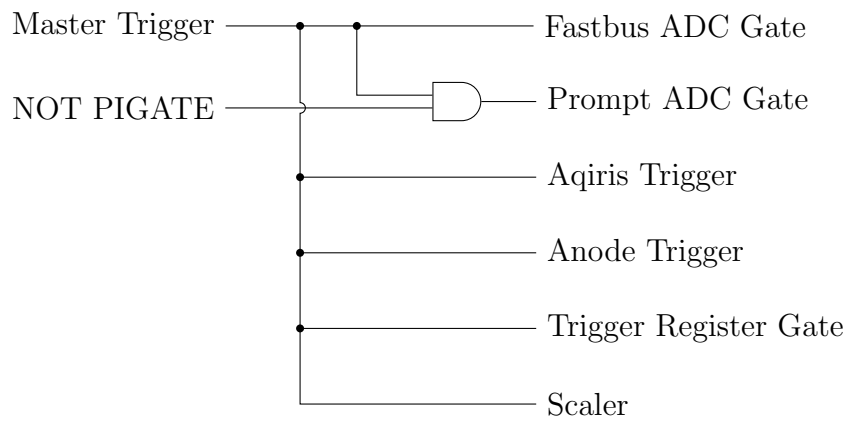 Master Trigger
Fastbus ADC Gate
NOT PIGATE
Prompt ADC Gate
Aqiris Trigger
Anode Trigger
Trigger Register Gate
Scaler